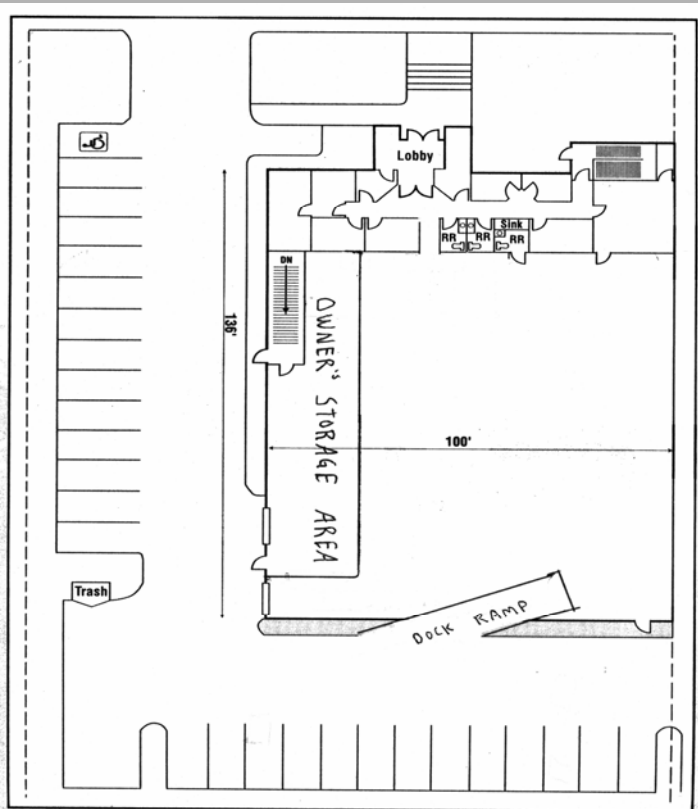 Lobby
Sink
RR
RR
RR
DN
OWNER'S STORAGE AREA
136'
100'
DOCK RAMP
Trash